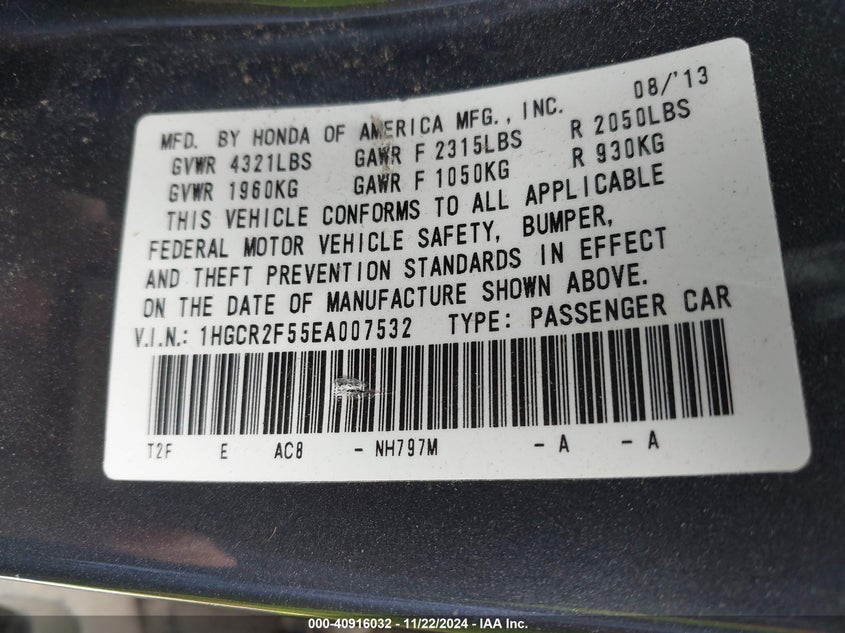 08/'13
MFD. BY HONDA OF AMERICA MFG., INC.
GVWR 4321LBS GAWR F 2315LBS R 2050LBS
GVWR 1960KG GAWR F 1050KG R 930KG
THIS VEHICLE CONFORMS TO ALL APPLICABLE
FEDERAL MOTOR VEHICLE SAFETY, BUMPER,
AND THEFT PREVENTION STANDARDS IN EFFECT
ON THE DATE OF MANUFACTURE SHOWN ABOVE.
V.I.N.: 1HGCR2F55EA007532 TYPE: PASSENGER CAR
T2F E AC8 - NH797M - A - A
000-40916032 - 11/22/2024 - IAA Inc.